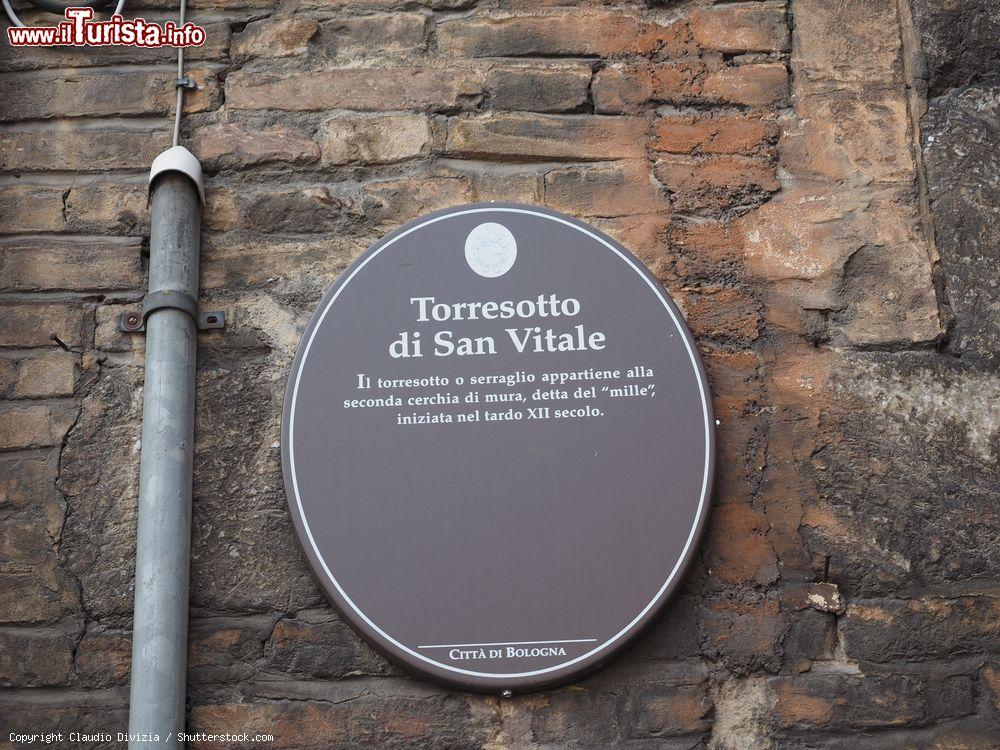 www.ilTurista.info
Torresotto
di San Vitale
Il torresotto o serraglio appartiene alla
seconda cerchia di mura, detta del “mille”,
iniziata nel tardo XII secolo.
Città di Bologna
Copyright Claudio Divizia / Shutterstock.com